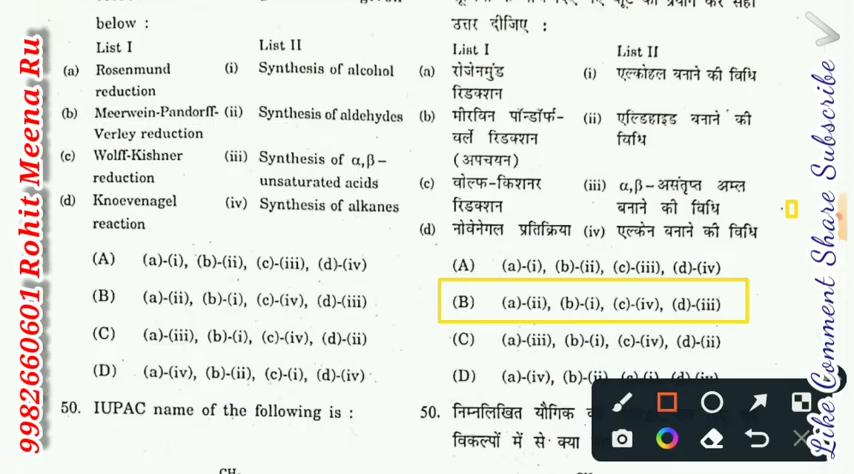 below :
List I
List II
(a) Rosenmund (i) Synthesis of alcohol
reduction
(b) Meerwein-Pandorff- (ii) Synthesis of aldehydes
Verley reduction
(c) Wolff-Kishner (iii) Synthesis of α,β–
reduction unsaturated acids
(d) Knoevenagel (iv) Synthesis of alkanes
reaction
(A) (a)-(i), (b)-(ii), (c)-(iii), (d)-(iv)
(B) (a)-(ii), (b)-(i), (c)-(iv), (d)-(iii)
(C) (a)-(iii), (b)-(i), (c)-(iv), (d)-(ii)
(D) (a)-(iv), (b)-(ii), (c)-(i), (d)-(iv)
50. IUPAC name of the following is :
उत्तर दीजिए :
List I List II
(a) रोजेनमुंड (i) एल्कोहल बनाने की विधि
रिडक्शन
(b) मीरविन पॉन्डॉर्फ- (ii) एल्डिहाइड बनाने की
वर्ले रिडक्शन विधि
(अपचयन)
(c) वोल्फ-किशनर (iii) α,β–असंतृप्त अम्ल
रिडक्शन बनाने की विधि
(d) नोवेनेगल प्रतिक्रिया (iv) एल्केन बनाने की विधि
(A) (a)-(i), (b)-(ii), (c)-(iii), (d)-(iv)
(B) (a)-(ii), (b)-(i), (c)-(iv), (d)-(iii)
(C) (a)-(iii), (b)-(i), (c)-(iv), (d)-(ii)
(D) (a)-(iv), (b)-(ii), (c)-(i), (d)-(iv)
50. निम्नलिखित यौगिक
विकल्पों में से क्या
9982660601 Rohit Meena Ru
Like Comment Share Subscribe